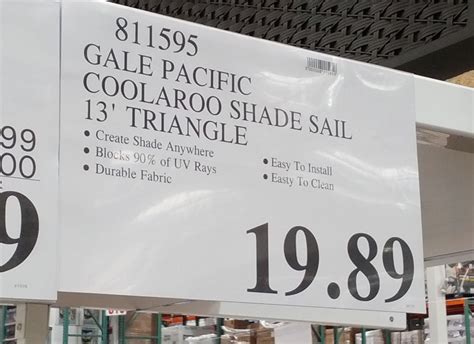 811595
GALE PACIFIC
COOLAROO SHADE SAIL
13' TRIANGLE
• Create Shade Anywhere
• Blocks 90% of UV Rays
• Durable Fabric
• Easy To Install
• Easty To Clean
19.89
99
00
9